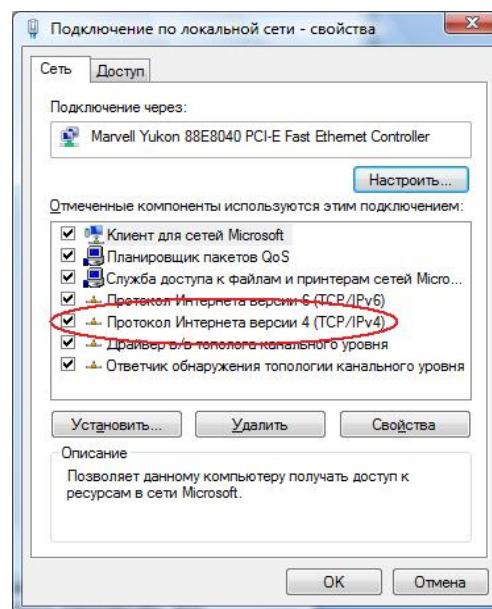 Подключение по локальной сети - свойства
Сеть
Доступ
Подключение через:
Marvell Yukon 88E8040 PCI-E Fast Ethernet Controller
Настроить...
Отмеченные компоненты используются этим подключением:
Клиент для сетей Microsoft
Планировщик пакетов QoS
Служба доступа к файлам и принтерам сетей Micro...
Протокол Интернета версии 6 (TCP/IPv6)
Протокол Интернета версии 4 (TCP/IPv4)
Драйвер в/в тополога канального уровня
Ответчик обнаружения топологии канального уровня
Установить...
Удалить
Свойства
Описание
Позволяет данному компьютеру получать доступ к
ресурсам в сети Microsoft.
OK
Отмена